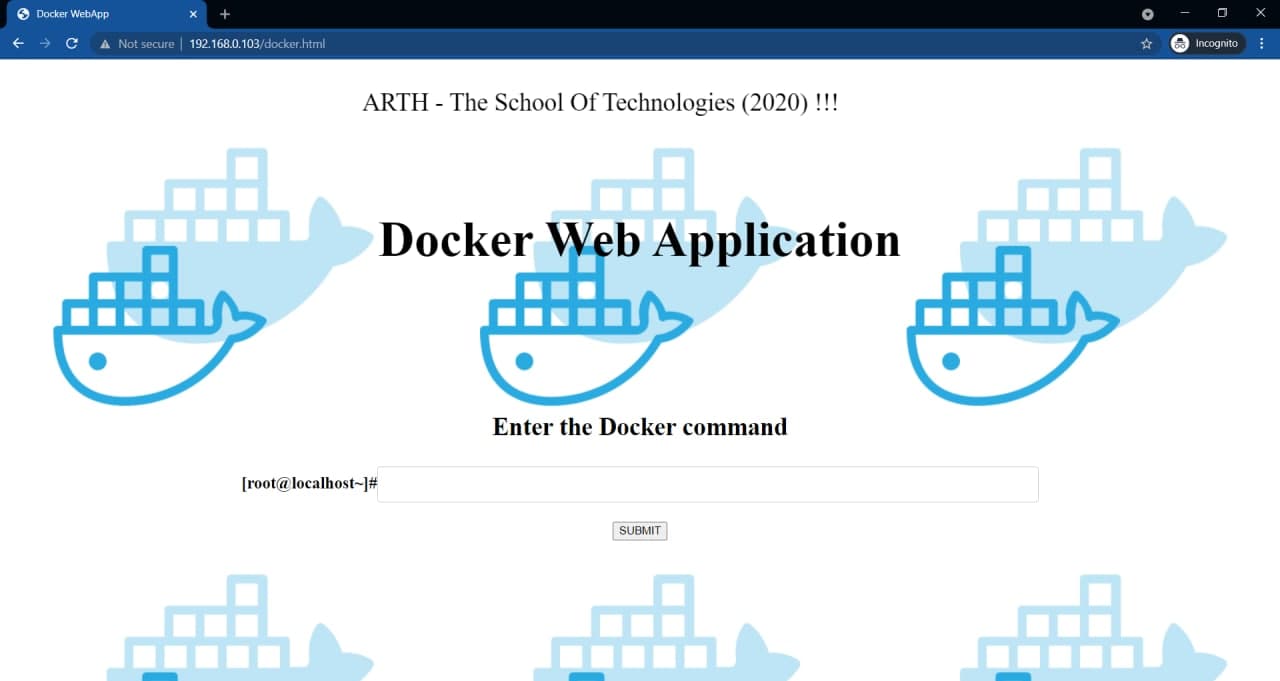 Docker WebApp
Not secure | 192.168.0.103/docker.html
Incognito
ARTH - The School Of Technologies (2020) !!!
Docker Web Application
Enter the Docker command
[root@localhost~]#
SUBMIT